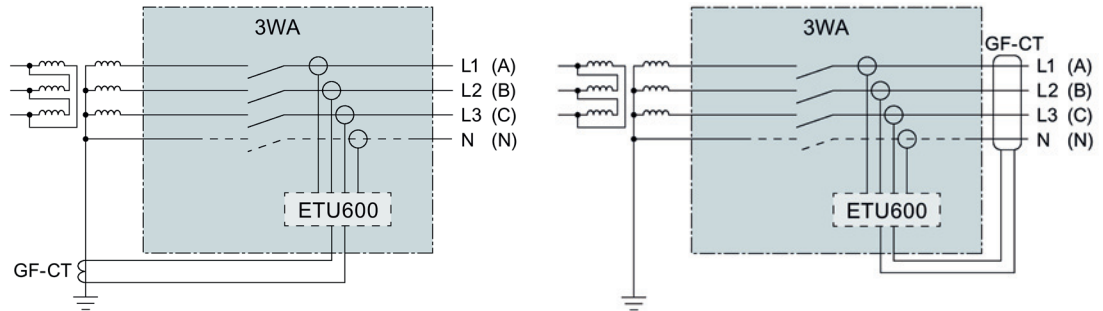 3WA
L1 (A)
L2 (B)
L3 (C)
N (N)
ETU600
GF-CT
3WA
GF-CT
L1 (A)
L2 (B)
L3 (C)
N (N)
ETU600